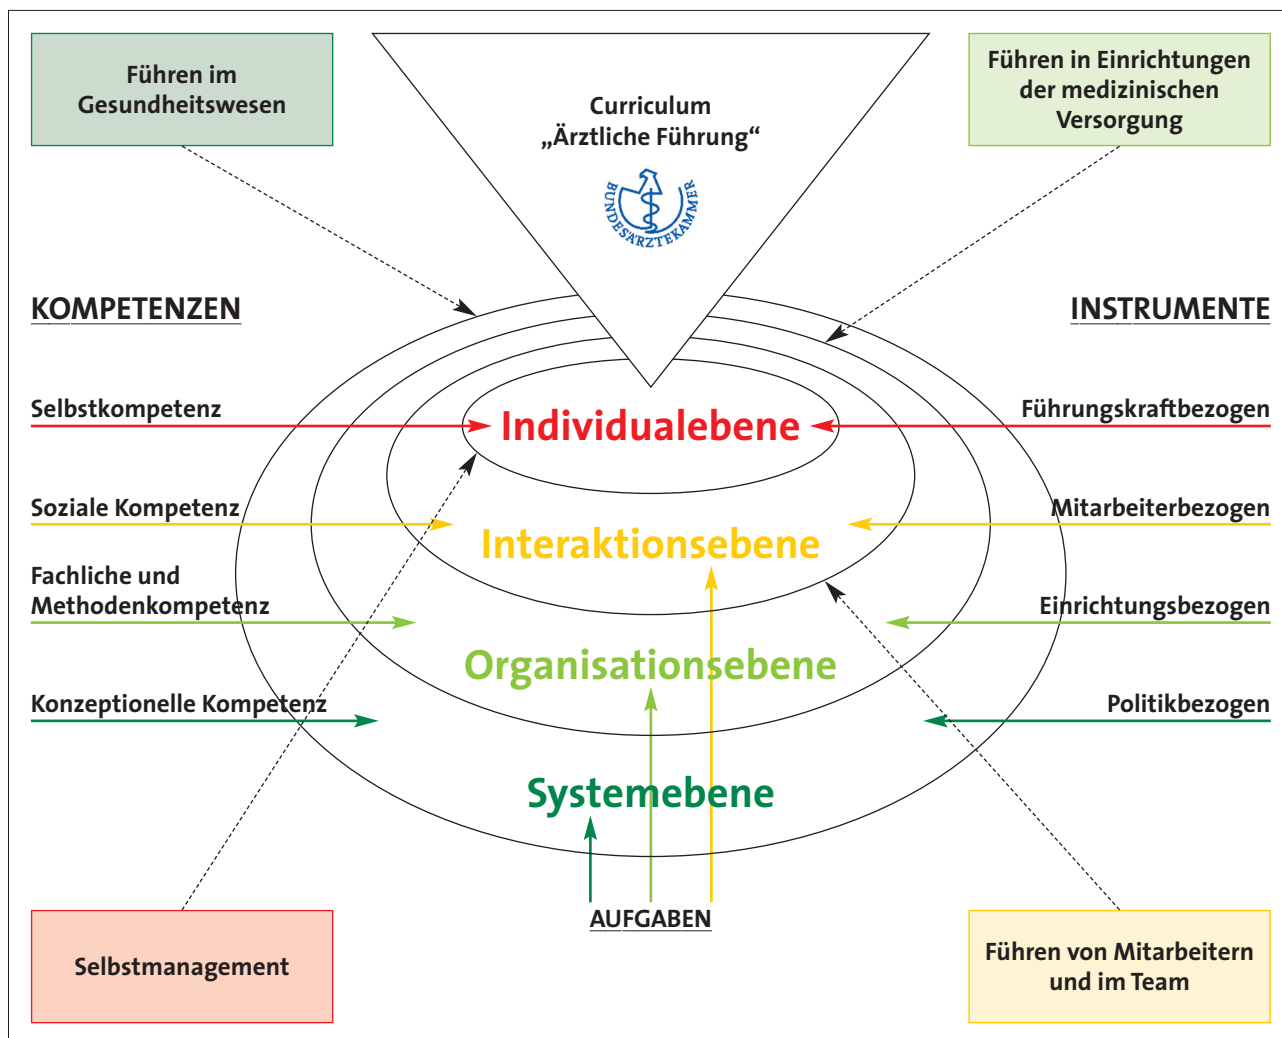 Führen im
Gesundheitswesen
Curriculum
„Ärztliche Führung“
BUNDESÄRZTEKAMMER
Führen in Einrichtungen
der medizinischen
Versorgung
KOMPETENZEN
INSTRUMENTE
Selbstkompetenz
Individualebene
Führungskraftbezogen
Soziale Kompetenz
Interaktionsebene
Mitarbeiterbezogen
Fachliche und
Methodenkompetenz
Organisationsebene
Einrichtungsbezogen
Konzeptionelle Kompetenz
Systemebene
Politikbezogen
AUFGABEN
Selbstmanagement
Führen von Mitarbeitern
und im Team